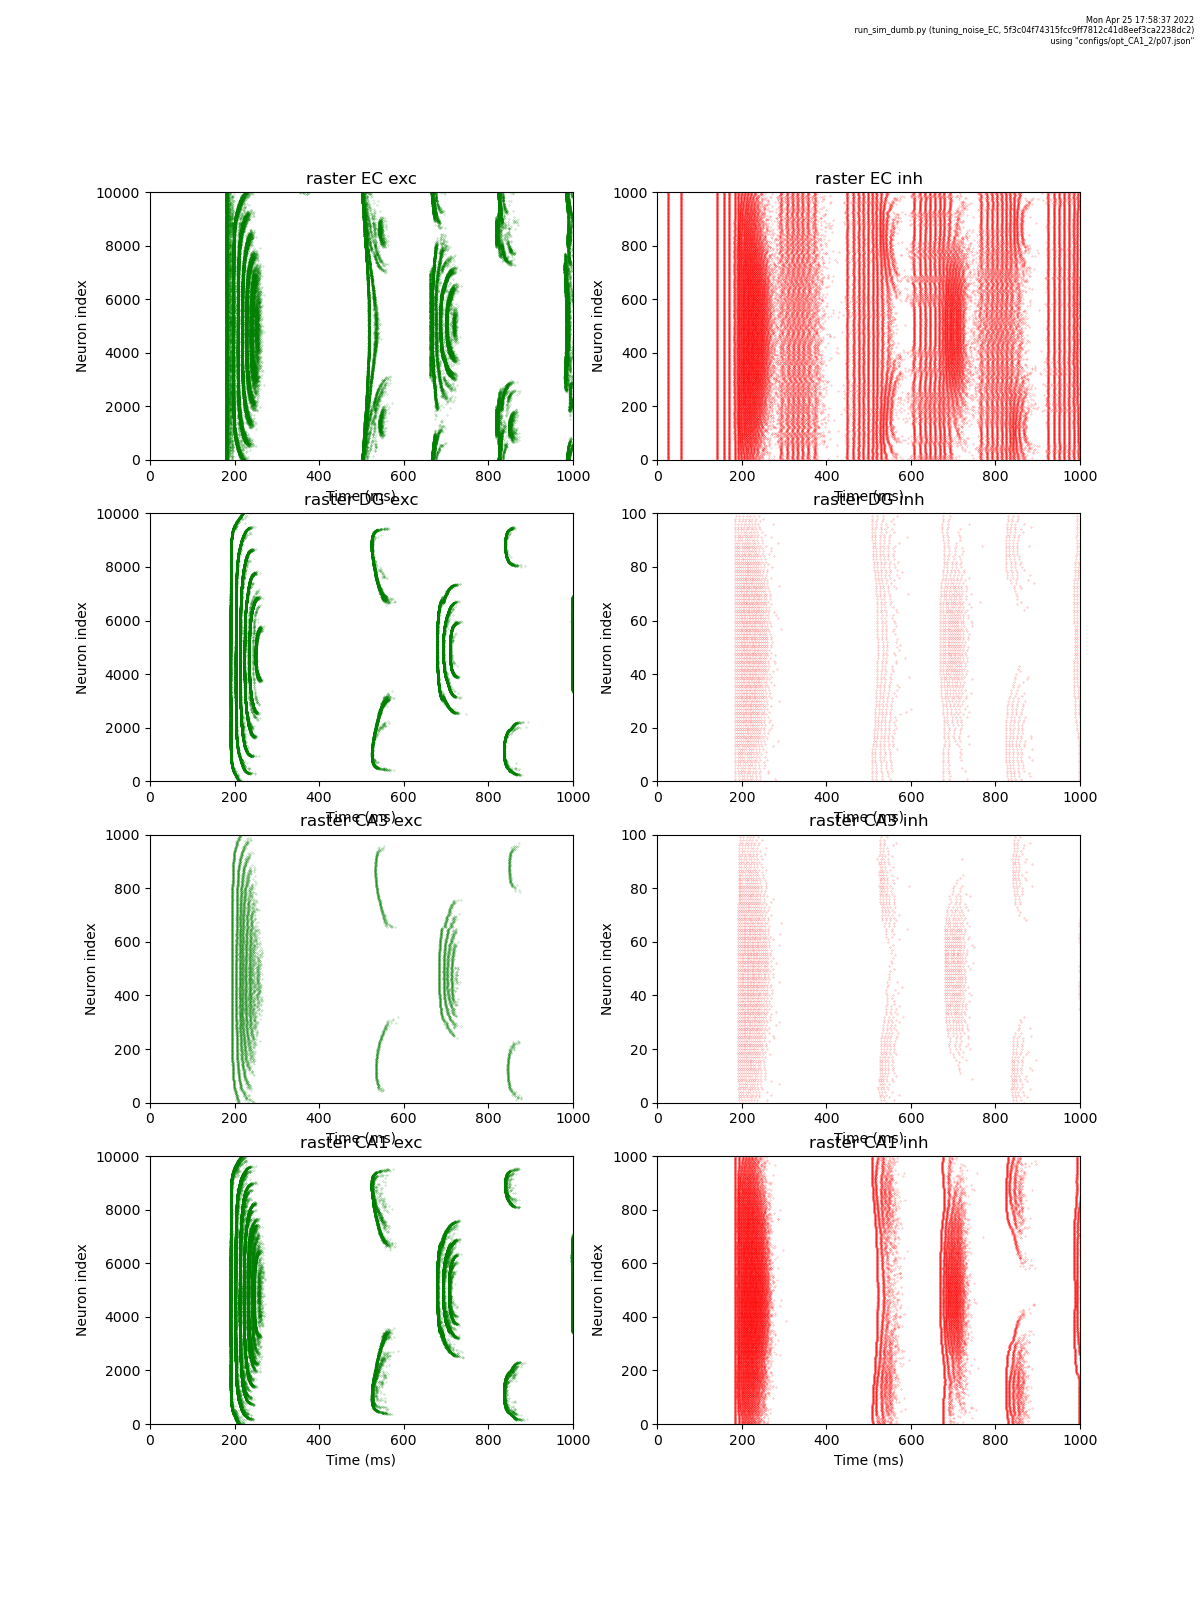 Mon Apr 25 17:58:37 2022
run_sim_dumb.py (tuning_noise_EC, 5f3c04f74315fcc9ff7812c41d8eef3ca2238dc2)
using "configs/opt_CA1_2/p07.json"
raster EC exc
10000
8000
6000
4000
2000
0
Neuron index
0 200 400 600 800 1000
Time (ms)
raster EC inh
1000
800
600
400
200
0
Neuron index
0 200 400 600 800 1000
Time (ms)
raster DG exc
10000
8000
6000
4000
2000
0
Neuron index
0 200 400 600 800 1000
Time (ms)
raster DG inh
100
80
60
40
20
0
Neuron index
0 200 400 600 800 1000
Time (ms)
raster CA3 exc
1000
800
600
400
200
0
Neuron index
0 200 400 600 800 1000
Time (ms)
raster CA3 inh
100
80
60
40
20
0
Neuron index
0 200 400 600 800 1000
Time (ms)
raster CA1 exc
10000
8000
6000
4000
2000
0
Neuron index
0 200 400 600 800 1000
Time (ms)
raster CA1 inh
1000
800
600
400
200
0
Neuron index
0 200 400 600 800 1000
Time (ms)